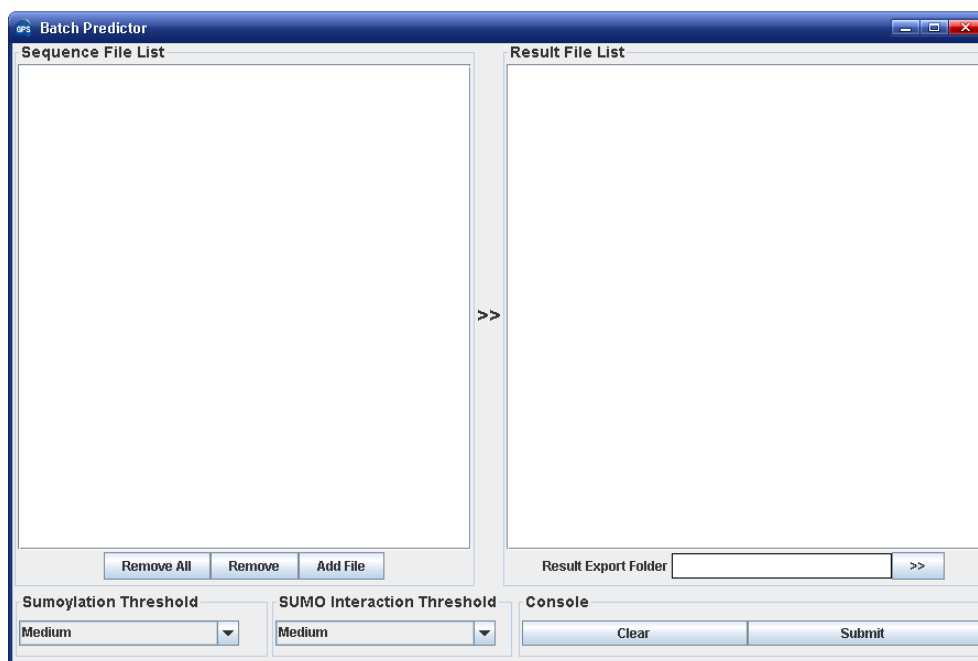 GPS Batch Predictor
Sequence File List
Result File List
>>
Remove All Remove Add File
Result Export Folder >>
Sumoylation Threshold
SUMO Interaction Threshold
Console
Medium
Medium
Clear Submit